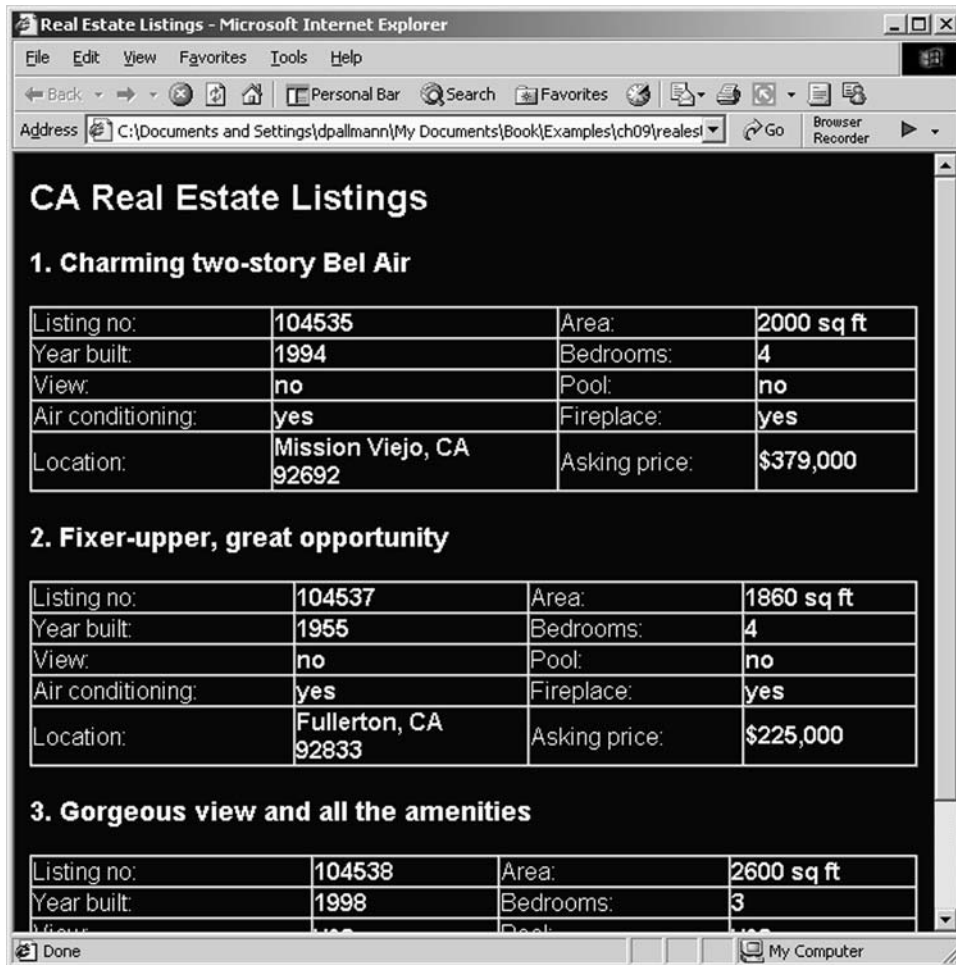 Real Estate Listings - Microsoft Internet Explorer
File Edit View Favorites Tools Help
Back Personal Bar Search Favorites
Address C:\Documents and Settings\dpallmann\My Documents\Book\Examples\ch09\reales Go Browser Recorder
CA Real Estate Listings
1. Charming two-story Bel Air
Listing no: 104535 Area: 2000 sq ft
Year built: 1994 Bedrooms: 4
View: no Pool: no
Air conditioning: yes Fireplace: yes
Location: Mission Viejo, CA 92692 Asking price: $379,000
2. Fixer-upper, great opportunity
Listing no: 104537 Area: 1860 sq ft
Year built: 1955 Bedrooms: 4
View: no Pool: no
Air conditioning: yes Fireplace: yes
Location: Fullerton, CA 92833 Asking price: $225,000
3. Gorgeous view and all the amenities
Listing no: 104538 Area: 2600 sq ft
Year built: 1998 Bedrooms: 3
View: yes Pool: yes
Done My Computer